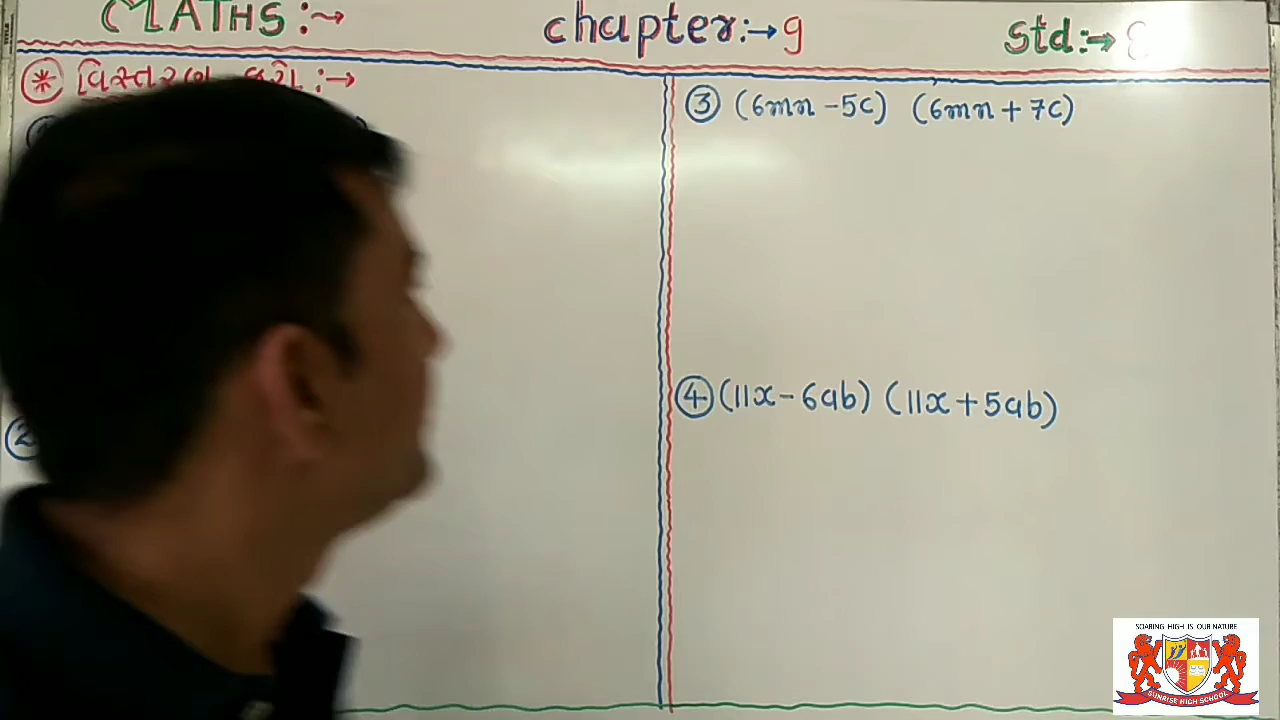 MATHS:→ chapter:→9 Std:→ 8
* વિસ્તરણ કરો :→
②
③ (6mn - 5c) (6mn + 7c)
④ (11x - 6ab) (11x + 5ab)
SOARING HIGH IS OUR NATURE
SUNRISE HIGH SCHOOL